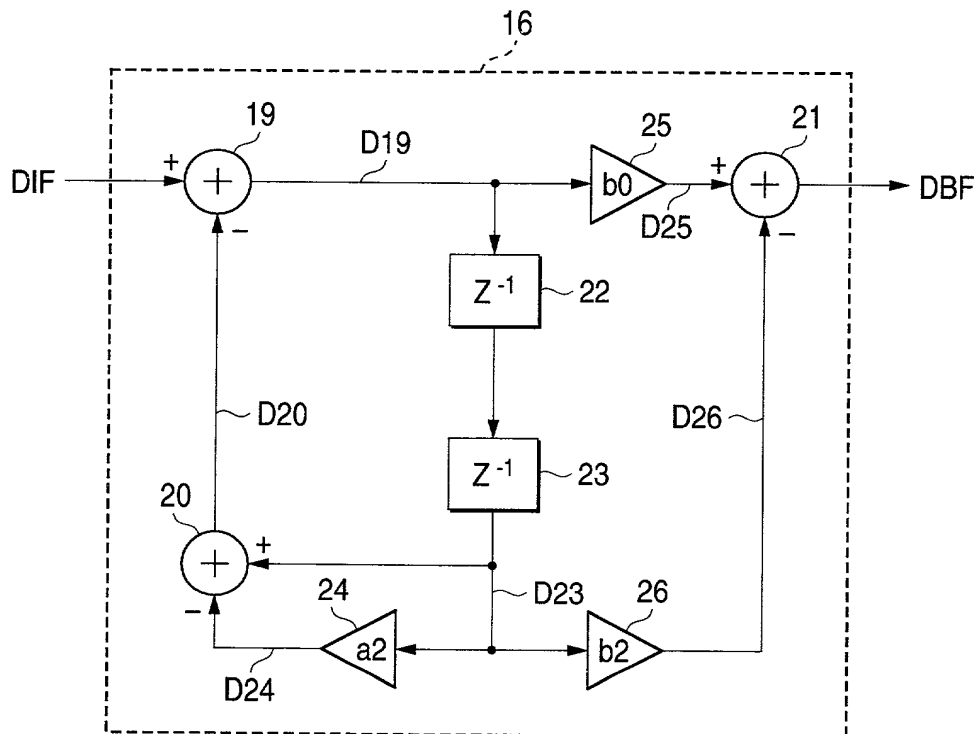 16
19
D19
25
21
DIF
+
+
b0
+
+
DBF
−
D25
−
Z⁻¹
22
D20
D26
Z⁻¹
23
20
+
+
−
24
D23
26
a2
b2
D24